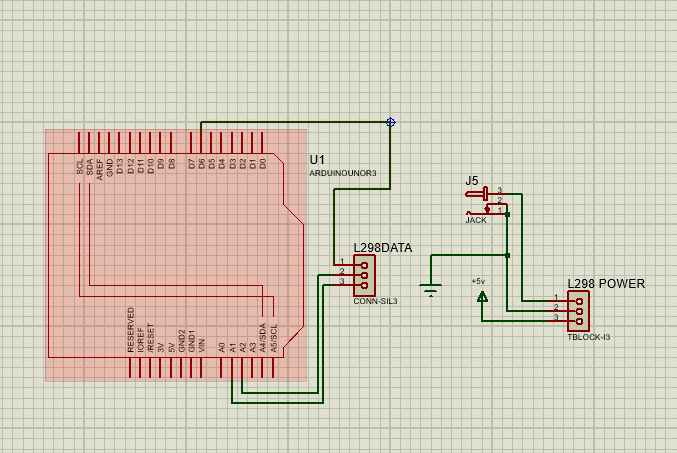 SCL
SDA
AREF
GND
D13
D12
D11
D10
D9
D8
D7
D6
D5
D4
D3
D2
D1
D0
U1
ARDUINOUNOR3
J5
3
2
1
JACK
L298DATA
1
2
3
CONN-SIL3
+5v
L298 POWER
1
2
3
TBLOCK-I3
RESERVED
IOREF
/RESET
3V
5V
GND2
GND1
VIN
A0
A1
A2
A3
A4/SDA
A5/SCL